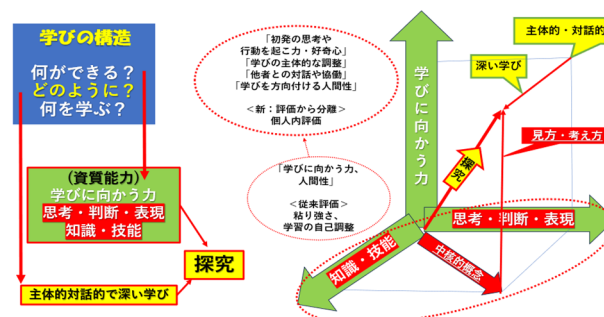 学びの構造
何ができる？
どのように？
何を学ぶ？
（資質能力）
学びに向かう力
思考・判断・表現
知識・技能
探究
主体的対話的で深い学び
「初発の思考や
行動を起こ力・好奇心」
「学びの主体的な調整」
「他者との対話や協働」
「学びを方向付ける人間性」
＜新：評価から分離＞
個人内評価
「学びに向かう力、
人間性」
＜従来評価＞
粘り強さ、
学習の自己調整
学びに向かう力
主体的・対話的
深い学び
見方・考え方
探究
思考・判断・表現
知識・技能
中核的概念